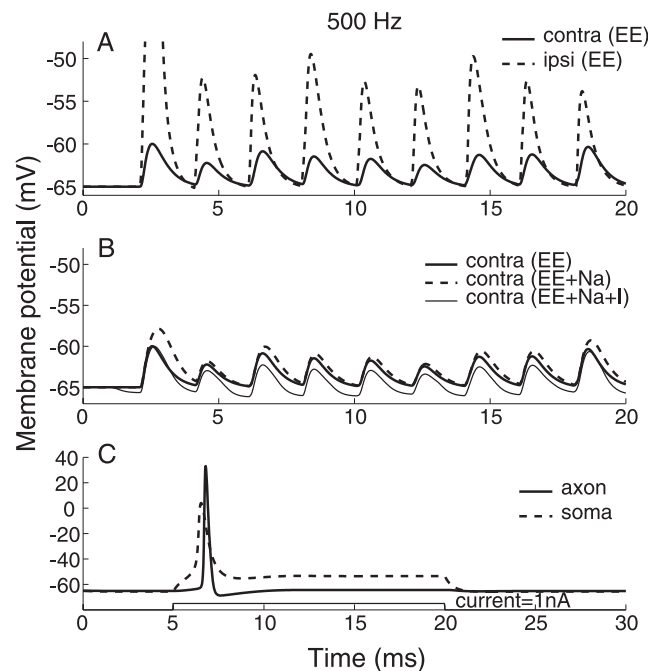 500 Hz
A
contra (EE)
ipsi (EE)
-50
-55
-60
-65
0 5 10 15 20
B
contra (EE)
contra (EE+Na)
contra (EE+Na+I)
-50
-55
-60
-65
0 5 10 15 20
Membrane potential (mV)
C
axon
soma
40
20
0
-20
-40
-60
current=1nA
0 5 10 15 20 25 30
Time (ms)